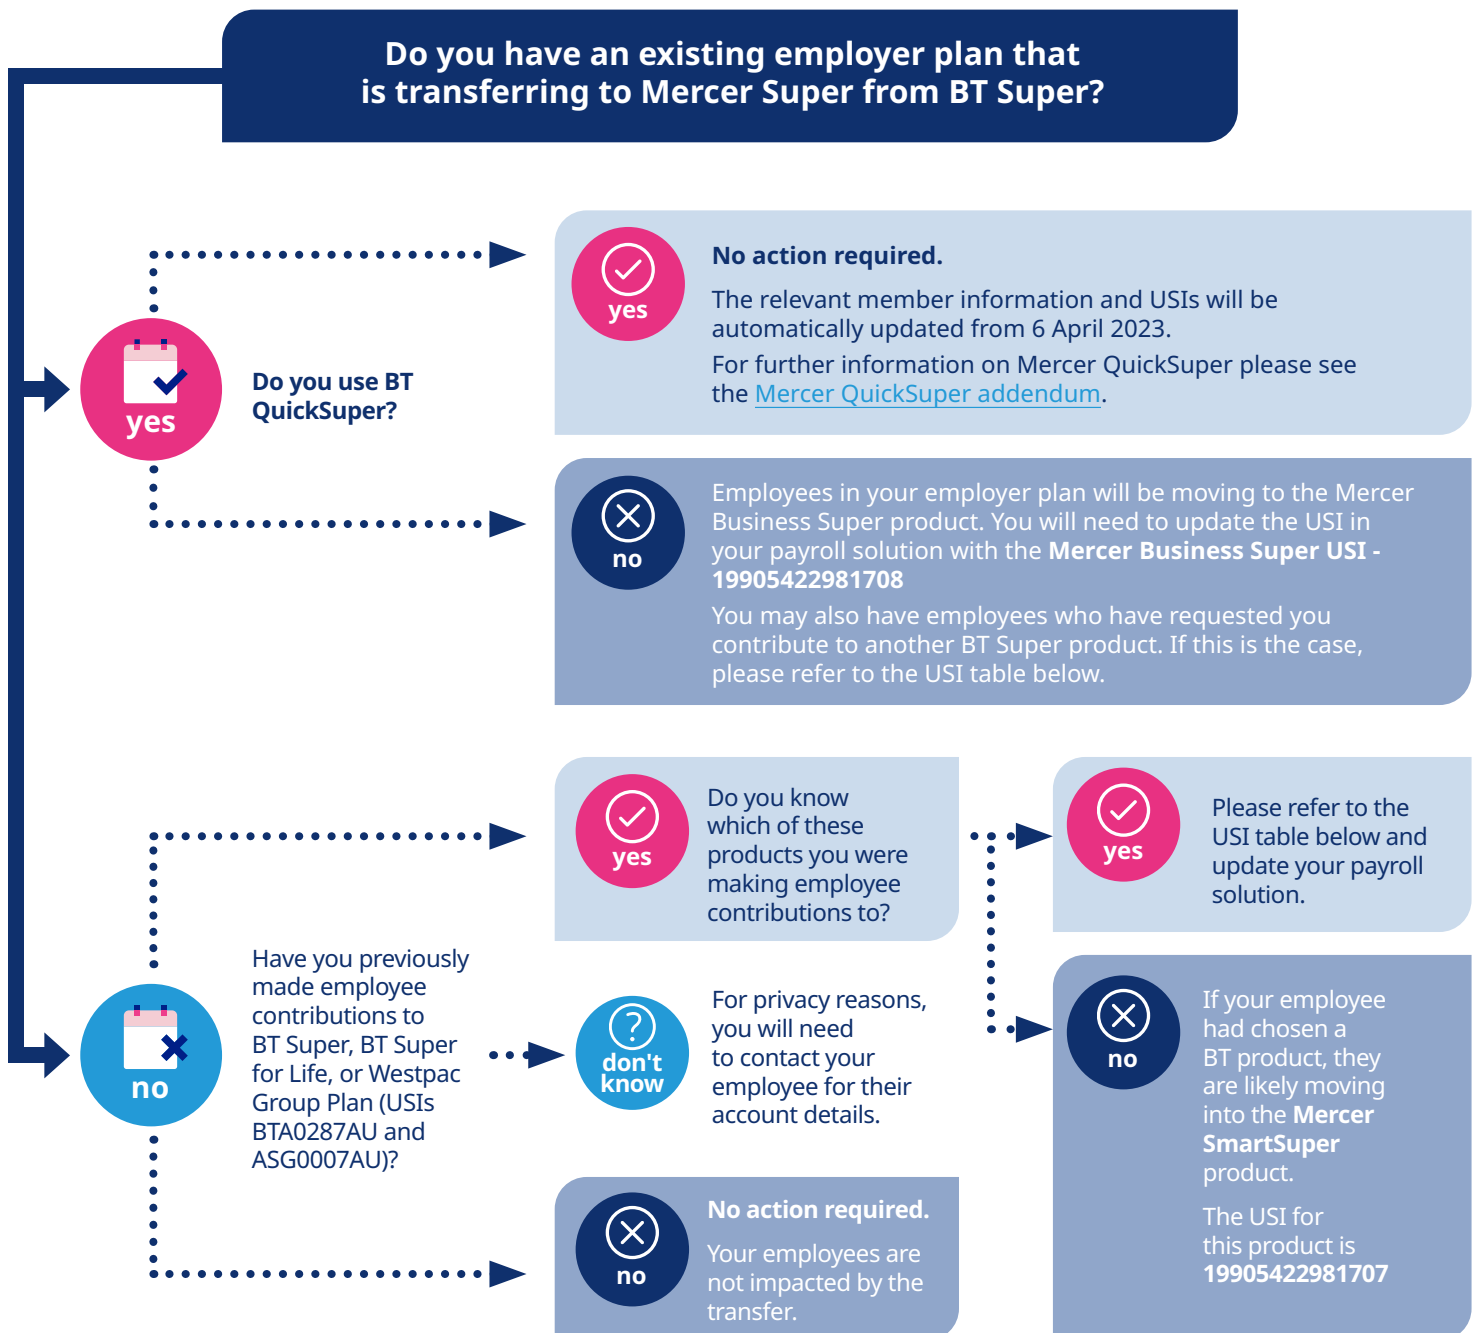 Do you have an existing employer plan that
is transferring to Mercer Super from BT Super?
yes
Do you use BT
QuickSuper?
yes
No action required.
The relevant member information and USIs will be
automatically updated from 6 April 2023.
For further information on Mercer QuickSuper please see
the Mercer QuickSuper addendum.
no
Employees in your employer plan will be moving to the Mercer
Business Super product. You will need to update the USI in
your payroll solution with the Mercer Business Super USI -
19905422981708
You may also have employees who have requested you
contribute to another BT Super product. If this is the case,
please refer to the USI table below.
no
Have you previously
made employee
contributions to
BT Super, BT Super
for Life, or Westpac
Group Plan (USIs
BTA0287AU and
ASG0007AU)?
yes
Do you know
which of these
products you were
making employee
contributions to?
yes
Please refer to the
USI table below and
update your payroll
solution.
no
If your employee
had chosen a
BT product, they
are likely moving
into the Mercer
SmartSuper
product.
The USI for
this product is
19905422981707
?
don't
know
For privacy reasons,
you will need
to contact your
employee for their
account details.
no
No action required.
Your employees are
not impacted by the
transfer.